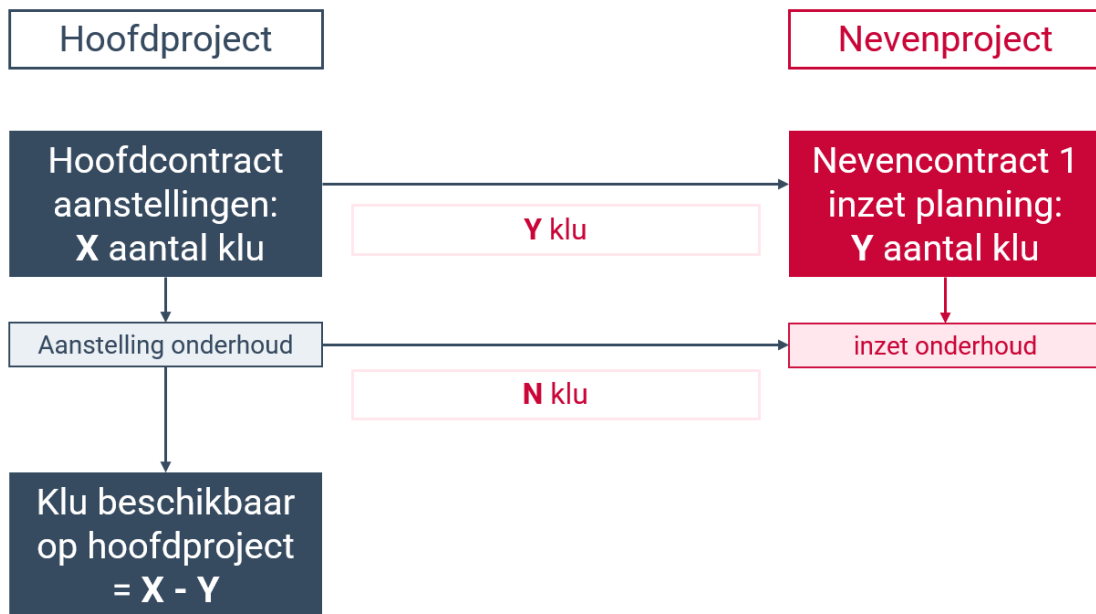 Hoofdproject
Nevenproject
Hoofdcontract
aanstellingen:
X aantal klu
Y klu
Nevencontract 1
inzet planning:
Y aantal klu
Aanstelling onderhoud
inzet onderhoud
N klu
Klu beschikbaar
op hoofdproject
= X - Y